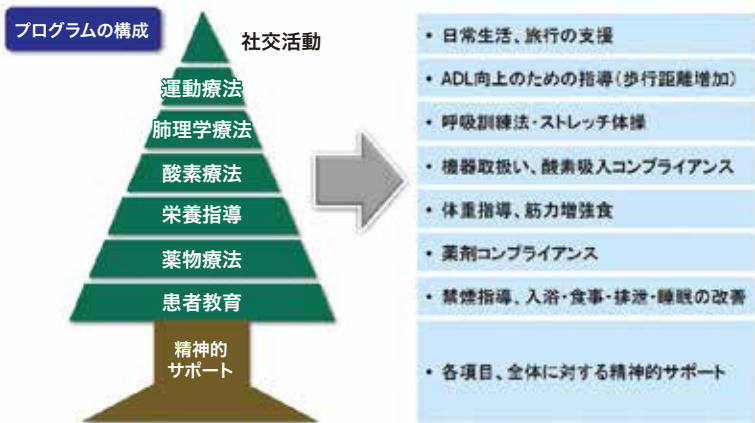 プログラムの構成
社交活動
運動療法
肺理学療法
酸素療法
栄養指導
薬物療法
患者教育
精神的
サポート
・ 日常生活、旅行の支援
・ ADL向上のための指導(歩行距離増加)
・ 呼吸訓練法・ストレッチ体操
・ 機器取扱い、酸素吸入コンプライアンス
・ 体重指導、筋力増強食
・ 薬剤コンプライアンス
・ 禁煙指導、入浴・食事・排泄・睡眠の改善
・ 各項目、全体に対する精神的サポート